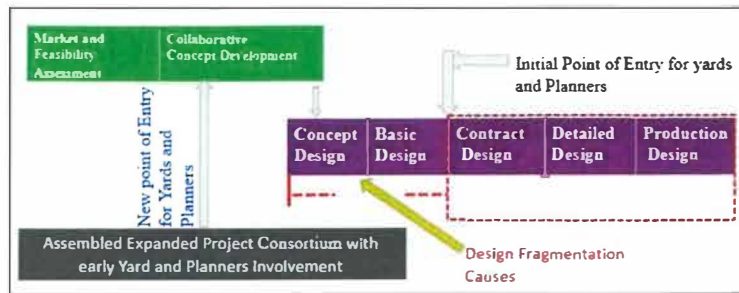 Market and
Feasibility
Assessment
Collaborative
Concept Development
Initial Point of Entry for yards
and Planners
Concept
Design
Basic
Design
Contract
Design
Detailed
Design
Production
Design
New point of Entry
for Yards and
Planners
Assembled Expanded Project Consortium with
early Yard and Planners Involvement
Design Fragmentation
Causes